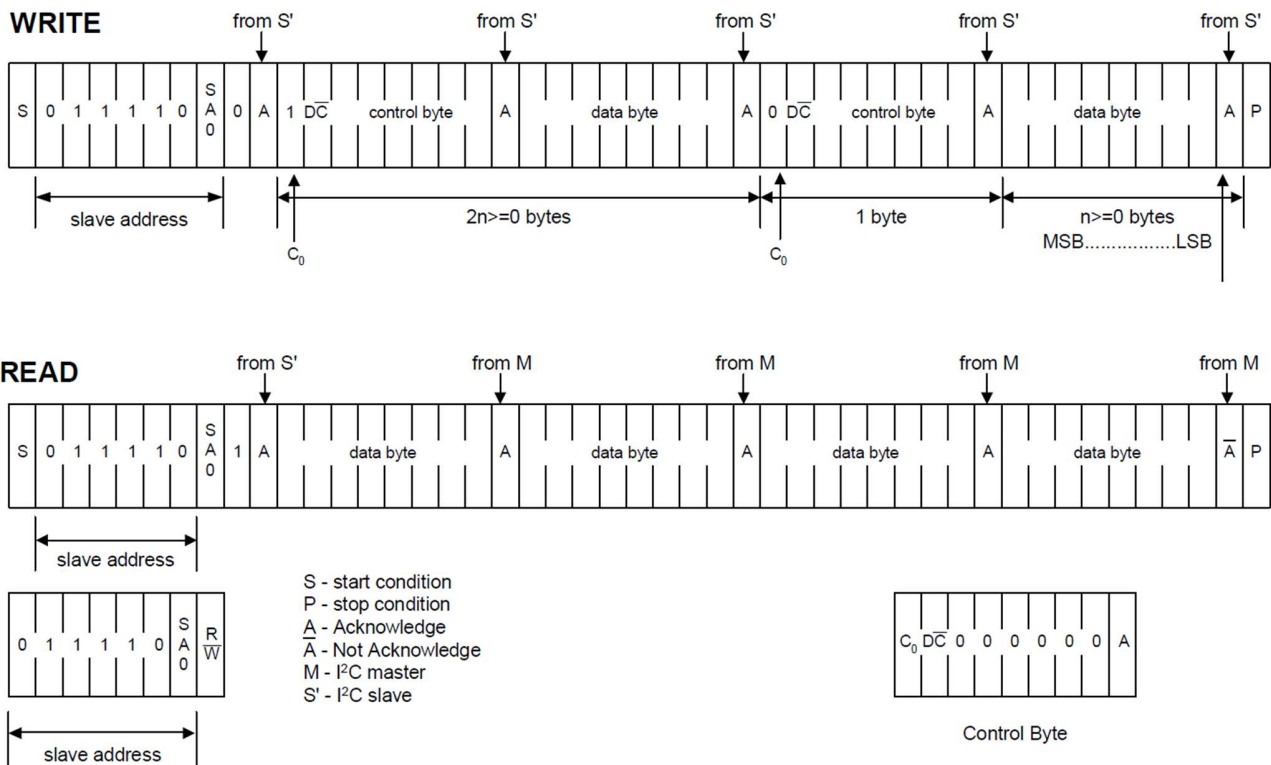 WRITE
from S' from S' from S' from S' from S'
S 0 1 1 1 1 0 SA0 0 A 1 DC̅ control byte A data byte A 0 DC̅ control byte A data byte A P
slave address 2n>=0 bytes 1 byte n>=0 bytes
MSB.................LSB
C₀ C₀
READ
from S' from M from M from M from M
S 0 1 1 1 1 0 SA0 1 A data byte A data byte A data byte A data byte A̅ P
slave address
S - start condition
P - stop condition
A - Acknowledge
A̅ - Not Acknowledge
M - I²C master
S' - I²C slave
0 1 1 1 1 0 SA0 R W̅
slave address
C₀ DC̅ 0 0 0 0 0 0 A
Control Byte